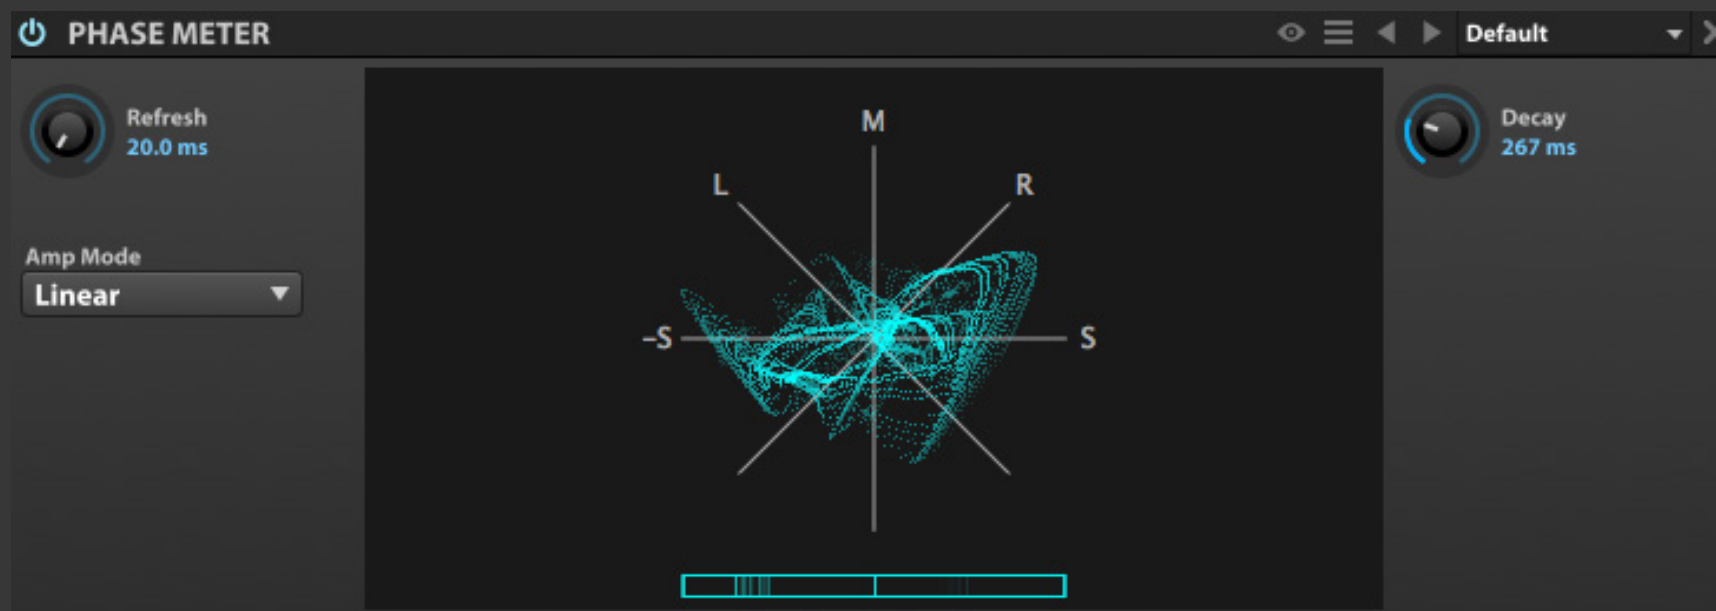 PHASE METER
Default
Refresh
20.0 ms
Amp Mode
Linear
M
L
R
–S
S
Decay
267 ms